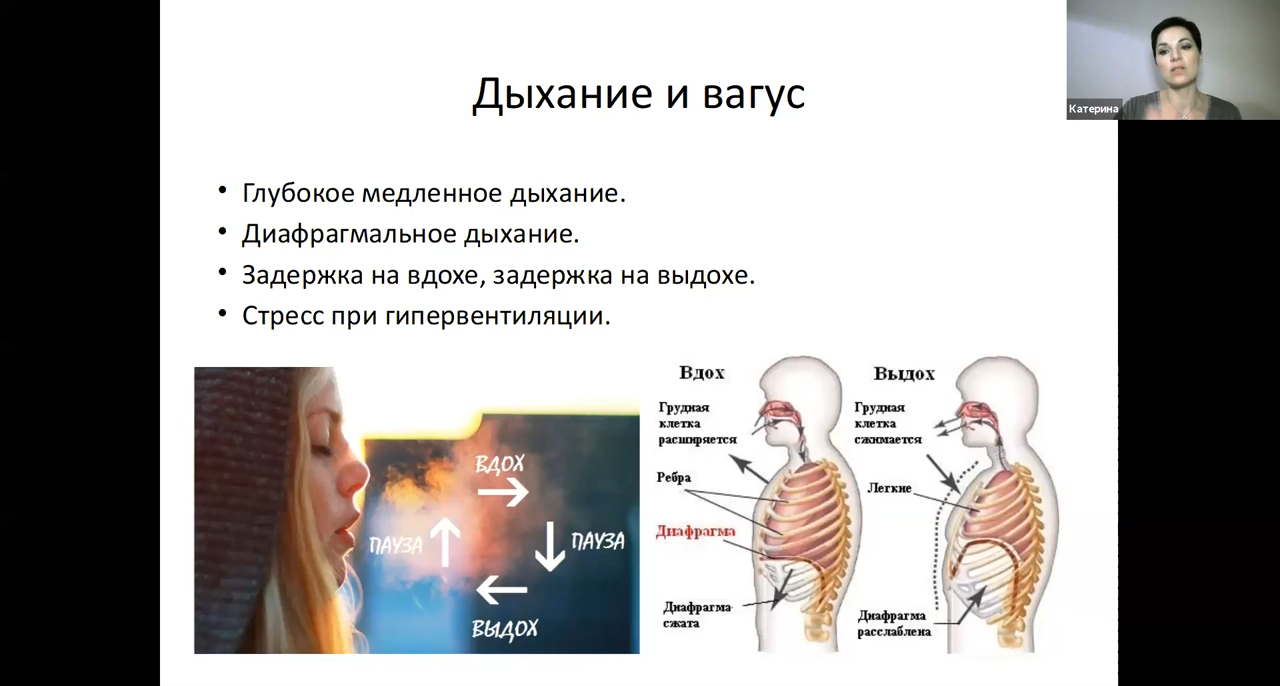 Дыхание и вагус
Катерина
• Глубокое медленное дыхание.
• Диафрагмальное дыхание.
• Задержка на вдохе, задержка на выдохе.
• Стресс при гипервентиляции.
ВДОХ
ПАУЗА
ПАУЗА
ВЫДОХ
Вдох
Грудная
клетка
расширяется
Ребра
Диафрагма
Диафрагма
сжата
Выдох
Грудная
клетка
сжимается
Легкие
Диафрагма
расслаблена